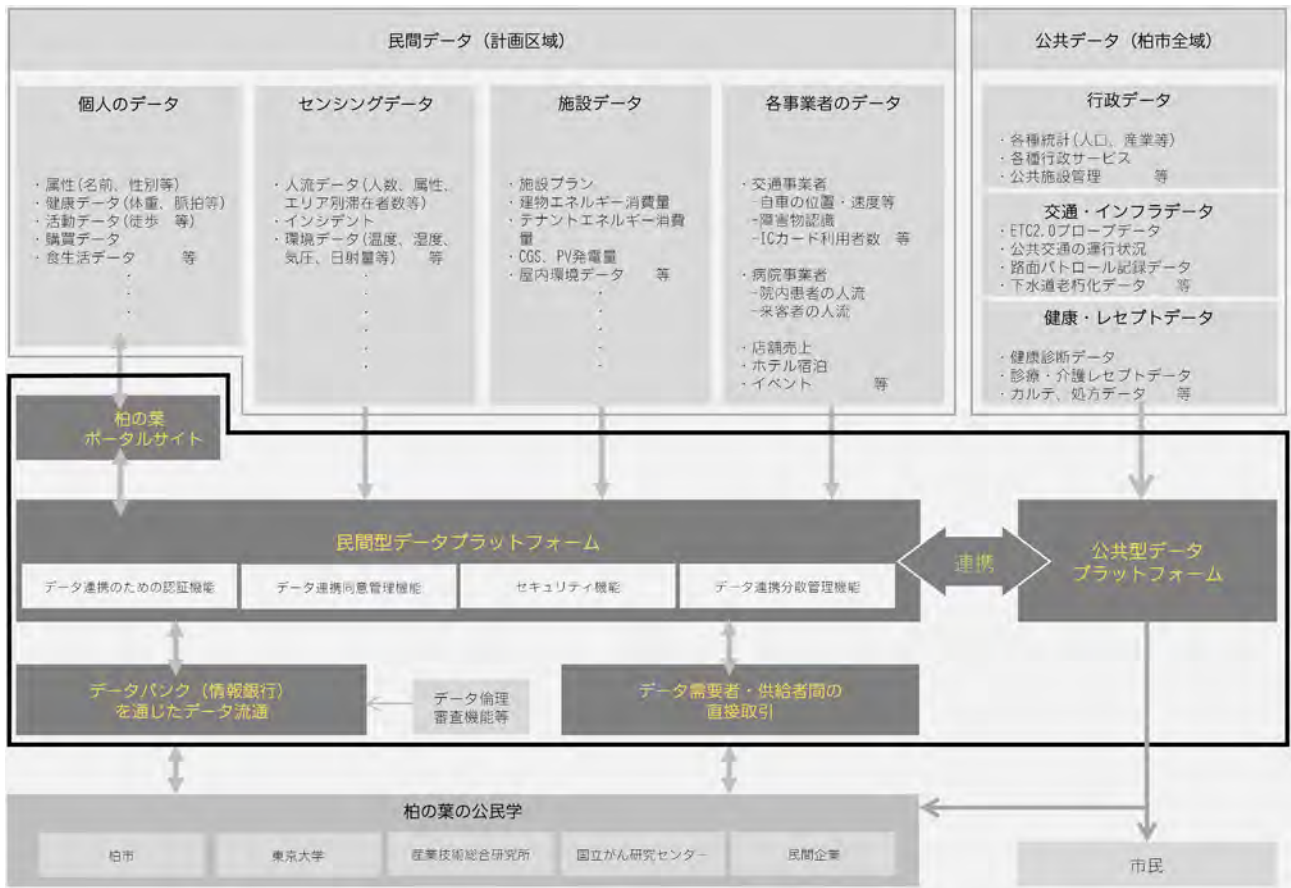 民間データ（計画区域）
個人のデータ
・属性(名前、性別等)
・健康データ(体重、脈拍等)
・活動データ(徒歩　等)
・購買データ
・食生活データ　　等
センシングデータ
・人流データ(人数、属性、
エリア別滞在者数等)
・インシデント
・環境データ(温度、湿度、
気圧、日射量等)　　等
施設データ
・施設プラン
・建物エネルギー消費量
・テナントエネルギー消費
量
・CGS、PV発電量
・屋内環境データ　　等
各事業者のデータ
・交通事業者
−自車の位置・速度等
−障害物認識
−ICカード利用者数　等
・病院事業者
−院内患者の人流
−来客者の人流
・店舗売上
・ホテル宿泊
・イベント　　　　等
公共データ（柏市全域）
行政データ
・各種統計(人口、産業等)
・各種行政サービス
・公共施設管理　　　等
交通・インフラデータ
・ETC2.0プローブデータ
・公共交通の運行状況
・路面パトロール記録データ
・下水道老朽化データ　　等
健康・レセプトデータ
・健康診断データ
・診療・介護レセプトデータ
・カルテ、処方データ　　等
柏の葉
ポータルサイト
民間型データプラットフォーム
データ連携のための認証機能
データ連携同意管理機能
セキュリティ機能
データ連携分散管理機能
連携
公共型データ
プラットフォーム
データバンク（情報銀行）
を通じたデータ流通
データ倫理
審査機能等
データ需要者・供給者間の
直接取引
柏の葉の公民学
柏市
東京大学
産業技術総合研究所
国立がん研究センター
民間企業
市民